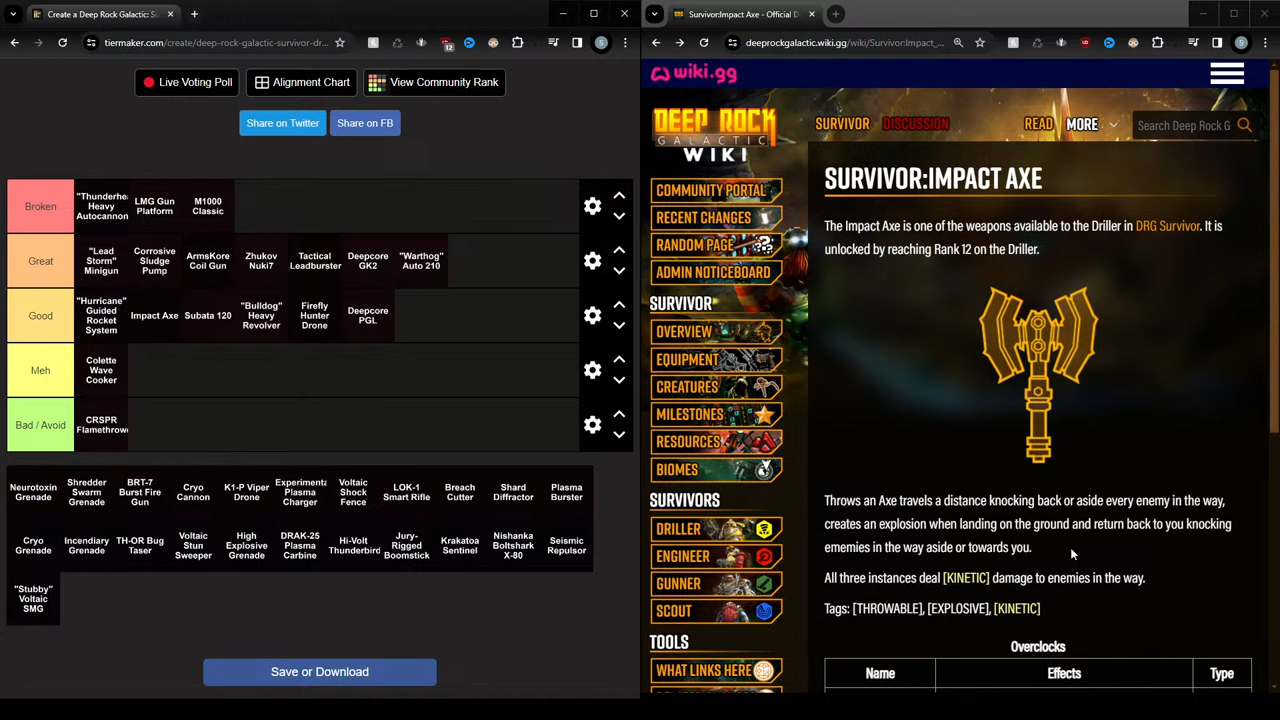 Create a Deep Rock Galactic: Su
Survivor:Impact Axe - Official D
tiermaker.com/create/deep-rock-galactic-survivor-dr...
12
S
deeprockgalactic.wiki.gg/wiki/Survivor:Impact_...
S
Live Voting Poll
Alignment Chart
View Community Rank
Share on Twitter
Share on FB
Broken
"Thunderhe
Heavy
Autocannon
LMG Gun
Platform
M1000
Classic
Great
"Lead
Storm"
Minigun
Corrosive
Sludge
Pump
ArmsKore
Coil Gun
Zhukov
Nuki7
Tactical
Leadburster
Deepcore
GK2
"Warthog"
Auto 210
Good
"Hurricane"
Guided
Rocket
System
Impact Axe
Subata 120
"Bulldog"
Heavy
Revolver
Firefly
Hunter
Drone
Deepcore
PGL
Meh
Colette
Wave
Cooker
Bad / Avoid
CRSPR
Flamethrowe
Neurotoxin
Grenade
Shredder
Swarm
Grenade
BRT-7
Burst Fire
Gun
Cryo
Cannon
K1-P Viper
Drone
Experimenta
Plasma
Charger
Voltaic
Shock
Fence
LOK-1
Smart Rifle
Breach
Cutter
Shard
Diffractor
Plasma
Burster
Cryo
Grenade
Incendiary
Grenade
TH-OR Bug
Taser
Voltaic
Stun
Sweeper
High
Explosive
Grenade
DRAK-25
Plasma
Carbine
Hi-Volt
Thunderbird
Jury-
Rigged
Boomstick
Krakatoa
Sentinel
Nishanka
Boltshark
X-80
Seismic
Repulsor
"Stubby"
Voltaic
SMG
Save or Download
wiki.gg
DEEP ROCK
GALACTIC
WIKI
SURVIVOR
DISCUSSION
READ
MORE
Search Deep Rock G
COMMUNITY PORTAL
RECENT CHANGES
RANDOM PAGE
ADMIN NOTICEBOARD
SURVIVOR
OVERVIEW
EQUIPMENT
CREATURES
MILESTONES
RESOURCES
BIOMES
SURVIVORS
DRILLER
ENGINEER
GUNNER
SCOUT
TOOLS
WHAT LINKS HERE
SURVIVOR:IMPACT AXE
The Impact Axe is one of the weapons available to the Driller in DRG Survivor. It is
unlocked by reaching Rank 12 on the Driller.
Throws an Axe travels a distance knocking back or aside every enemy in the way,
creates an explosion when landing on the ground and return back to you knocking
enemies in the way aside or towards you.
All three instances deal [KINETIC] damage to enemies in the way.
Tags: [THROWABLE], [EXPLOSIVE], [KINETIC]
Overclocks
Name
Effects
Type